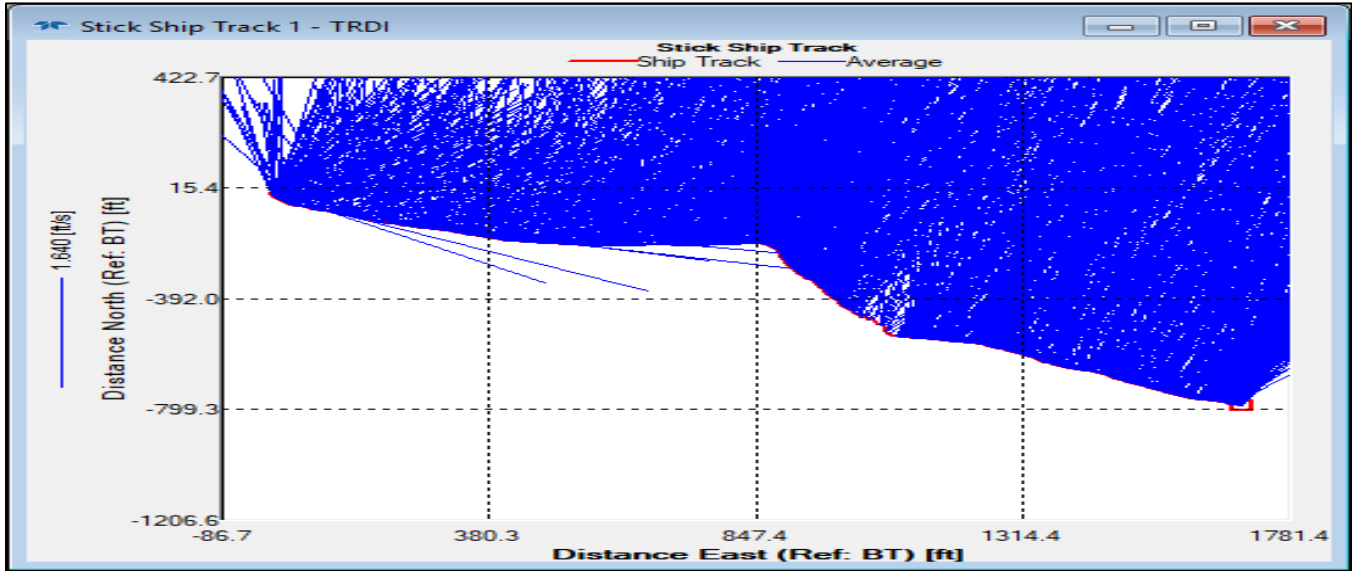 Stick Ship Track 1 - TRDI
Stick Ship Track
Ship Track Average
422.7
15.4
-392.0
-799.3
-1206.6
1.640 [ft/s]
Distance North (Ref: BT) [ft]
-86.7 380.3 847.4 1314.4 1781.4
Distance East (Ref: BT) [ft]